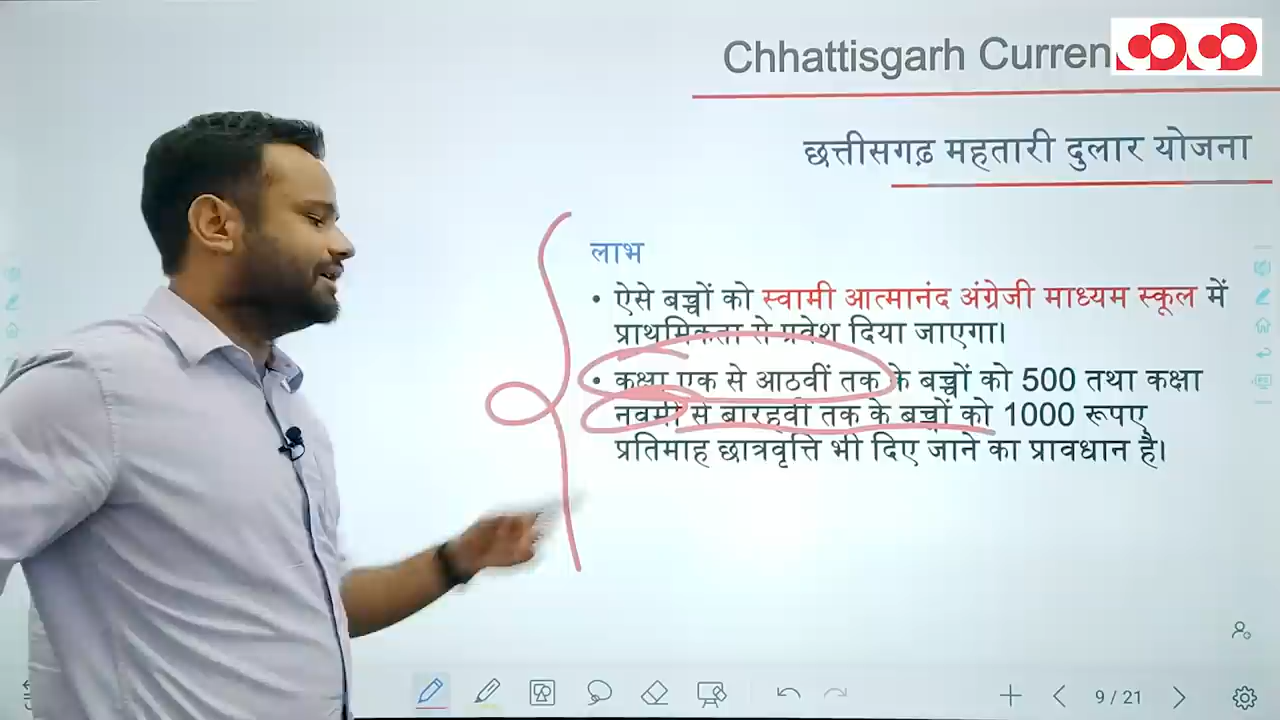 Chhattisgarh Curren
छत्तीसगढ़ महतारी दुलार योजना
लाभ
• ऐसे बच्चों को स्वामी आत्मानंद अंग्रेजी माध्यम स्कूल में
प्राथमिकता से प्रवेश दिया जाएगा।
• कक्षा एक से आठवीं तक के बच्चों को 500 तथा कक्षा
नवमी से बारहवी तक के बच्चों को 1000 रूपए
प्रतिमाह छात्रवृत्ति भी दिए जाने का प्रावधान है।
9 / 21